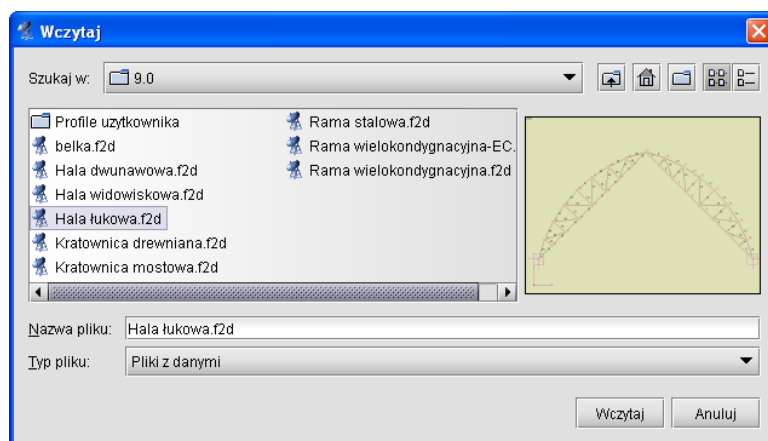 Wczytaj
Szukaj w: 9.0
Profile uzytkownika
belka.f2d
Hala dwunawowa.f2d
Hala widowiskowa.f2d
Hala łukowa.f2d
Kratownica drewniana.f2d
Kratownica mostowa.f2d
Rama stalowa.f2d
Rama wielokondygnacyjna-EC.
Rama wielokondygnacyjna.f2d
Nazwa pliku: Hala łukowa.f2d
Typ pliku: Pliki z danymi
Wczytaj Anuluj